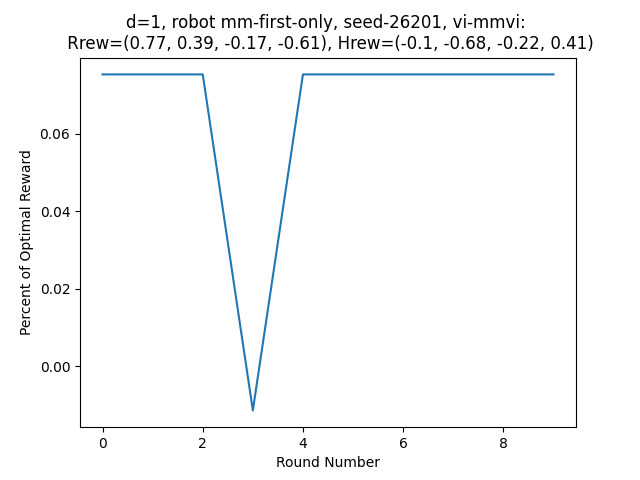 d=1, robot mm-first-only, seed-26201, vi-mmvi:
Rrew=(0.77, 0.39, -0.17, -0.61), Hrew=(-0.1, -0.68, -0.22, 0.41)
0.06
0.04
0.02
0.00
Percent of Optimal Reward
0 2 4 6 8
Round Number